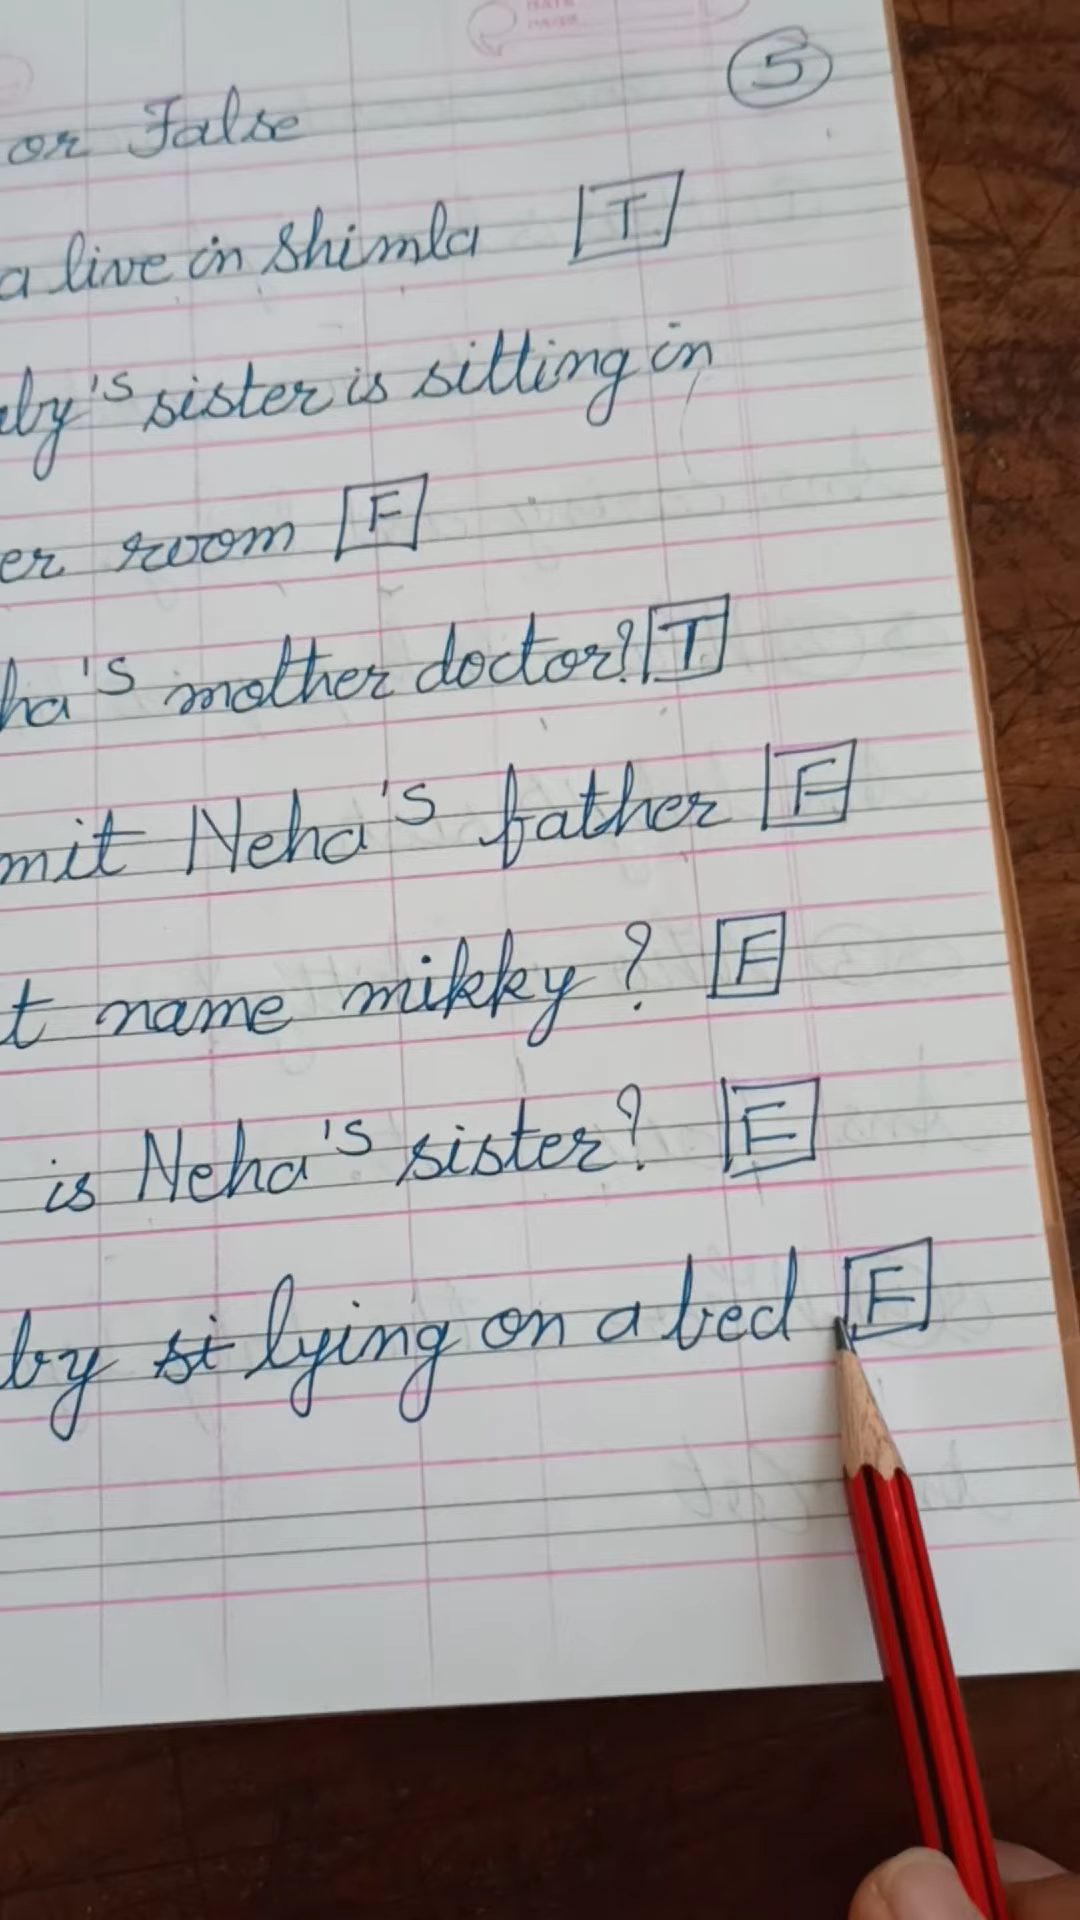 5
or False
a live in Shimla T
by's sister is sitting in
er room F
ha's mother doctor? T
mit Neha's father F
t name mikky? F
is Neha's sister? F
by st lying on a bed F